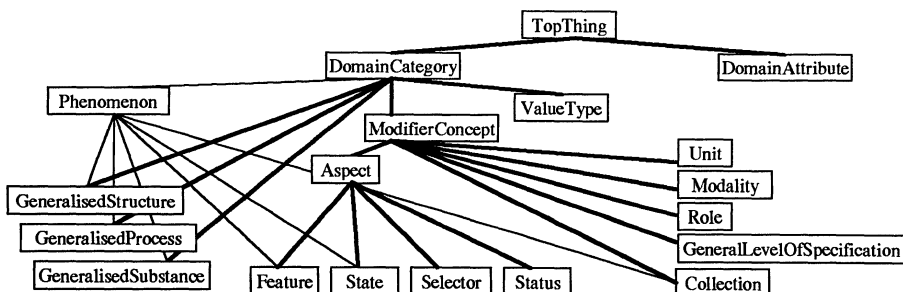 TopThing
DomainCategory
DomainAttribute
Phenomenon
ValueType
ModifierConcept
Unit
Aspect
Modality
GeneralisedStructure
Role
GeneralisedProcess
GeneralLevelOfSpecification
GeneralisedSubstance
Feature
State
Selector
Status
Collection